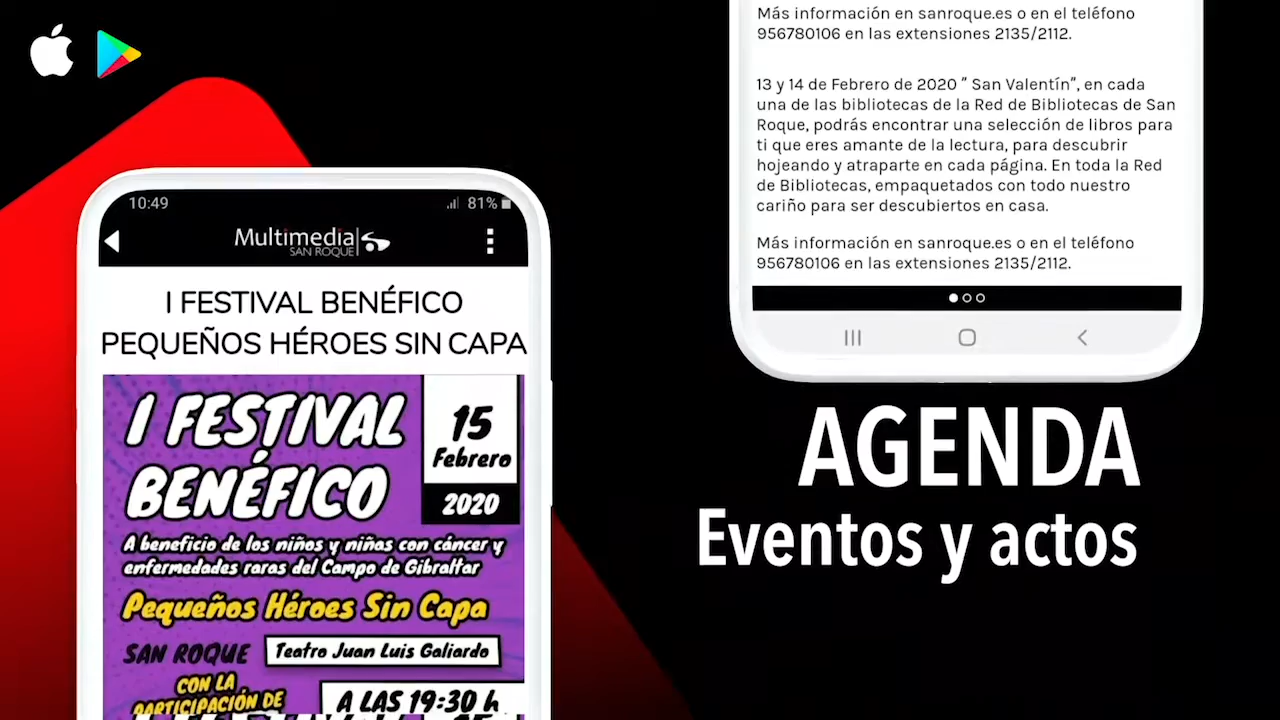 10:49
81%
Multimedia
SAN ROQUE
I FESTIVAL BENÉFICO
PEQUEÑOS HÉROES SIN CAPA
I FESTIVAL
BENÉFICO
15
Febrero
2020
A beneficio de los niños y niñas con cáncer y
enfermedades raras del Campo de Gibraltar
Pequeños Héroes Sin Capa
SAN ROQUE
Teatro Juan Luis Galiardo
CON LA
PARTICIPACIÓN DE
A LAS 19:30 h
Más información en sanroque.es o en el teléfono
956780106 en las extensiones 2135/2112.
13 y 14 de Febrero de 2020 ” San Valentín”, en cada
una de las bibliotecas de la Red de Bibliotecas de San
Roque, podrás encontrar una selección de libros para
ti que eres amante de la lectura, para descubrir
hojeando y atraparte en cada página. En toda la Red
de Bibliotecas, empaquetados con todo nuestro
cariño para ser descubiertos en casa.
Más información en sanroque.es o en el teléfono
956780106 en las extensiones 2135/2112.
AGENDA
Eventos y actos